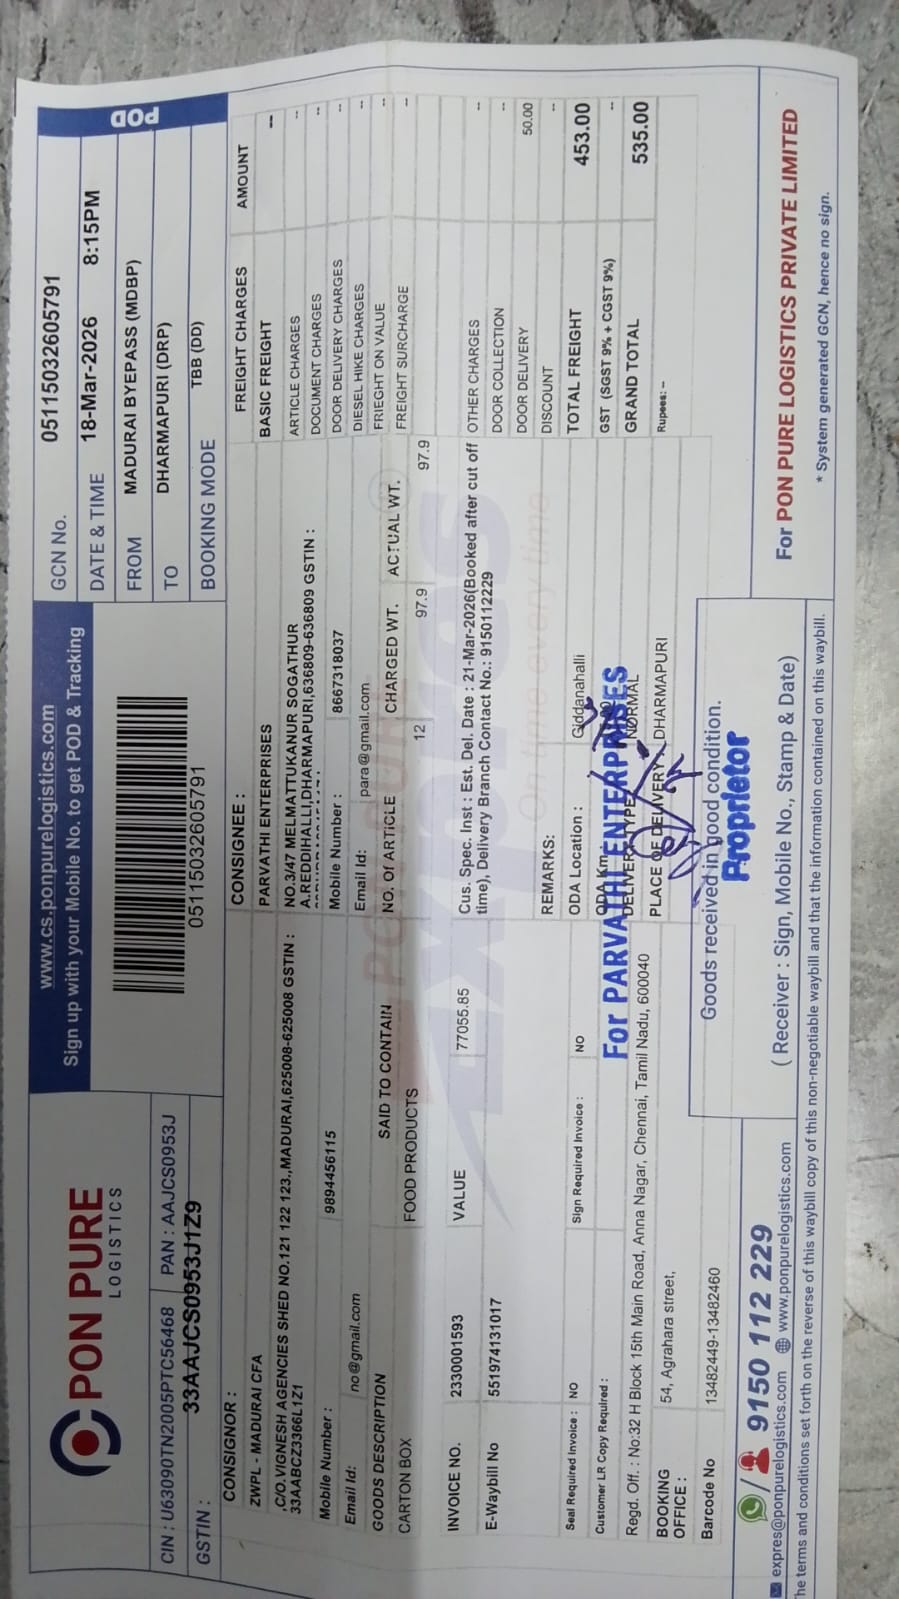 PON PURE
LOGISTICS
CIN : U63090TN2005PTC56468 PAN : AAJCS0953J
GSTIN : 33AAJCS0953J1Z9
www.cs.ponpurelogistics.com
Sign up with your Mobile No. to get POD & Tracking
05115032605791
POD
GCN No. 05115032605791
DATE & TIME 18-Mar-2026 8:15PM
FROM MADURAI BYEPASS (MDBP)
TO DHARMAPURI (DRP)
BOOKING MODE TBB (DD)
CONSIGNOR :
ZWPL - MADURAI CFA
,C/O.VIGNESH AGENCIES SHED NO.121 122 123.,MADURAI,625008-625008 GSTIN :
33AABCZ3366L1Z1
Mobile Number : 9894456115
Email Id: no@gmail.com
CONSIGNEE :
PARVATHI ENTERPRISES
NO.3/47 MELMATTUKANUR SOGATHUR
A.REDDIHALLI,DHARMAPURI,636809-636809 GSTIN :
Mobile Number : 8667318037
Email Id: para@gmail.com
GOODS DESCRIPTION SAID TO CONTAIN NO. Of ARTICLE CHARGED WT. ACTUAL WT.
CARTON BOX FOOD PRODUCTS 12 97.9 97.9
INVOICE NO. 2330001593 VALUE 77055.85
E-Waybill No 551974131017
Cus. Spec. Inst : Est. Del. Date : 21-Mar-2026(Booked after cut off
time), Delivery Branch Contact No.: 9150112229
REMARKS:
Seal Required Invoice : NO Sign Required Invoice : NO
Customer LR Copy Required :
ODA Location : Giddanahalli
ODA Km :
DELIVERY TYPE NORMAL
PLACE OF DELIVERY : DHARMAPURI
Regd. Off. : No:32 H Block 15th Main Road, Anna Nagar, Chennai, Tamil Nadu, 600040
BOOKING OFFICE : 54, Agrahara street,
Barcode No 13482449-13482460
FREIGHT CHARGES AMOUNT
BASIC FREIGHT --
ARTICLE CHARGES --
DOCUMENT CHARGES --
DOOR DELIVERY CHARGES --
DIESEL HIKE CHARGES --
FRIEGHT ON VALUE --
FREIGHT SURCHARGE --
OTHER CHARGES --
DOOR COLLECTION --
DOOR DELIVERY 50.00
DISCOUNT --
TOTAL FREIGHT 453.00
GST (SGST 9% + CGST 9%) --
GRAND TOTAL 535.00
Rupees: –
For PARVATHI ENTERPRISES
Proprietor
PON PURE
express
On time every time
Goods received in good condition.
( Receiver : Sign, Mobile No., Stamp & Date)
For PON PURE LOGISTICS PRIVATE LIMITED
* System generated GCN, hence no sign.
9150 112 229
expres@ponpurelogistics.com www.ponpurelogistics.com
he terms and conditions set forth on the reverse of this waybill copy of this non-negotiable waybill and that the information contained on this waybill.